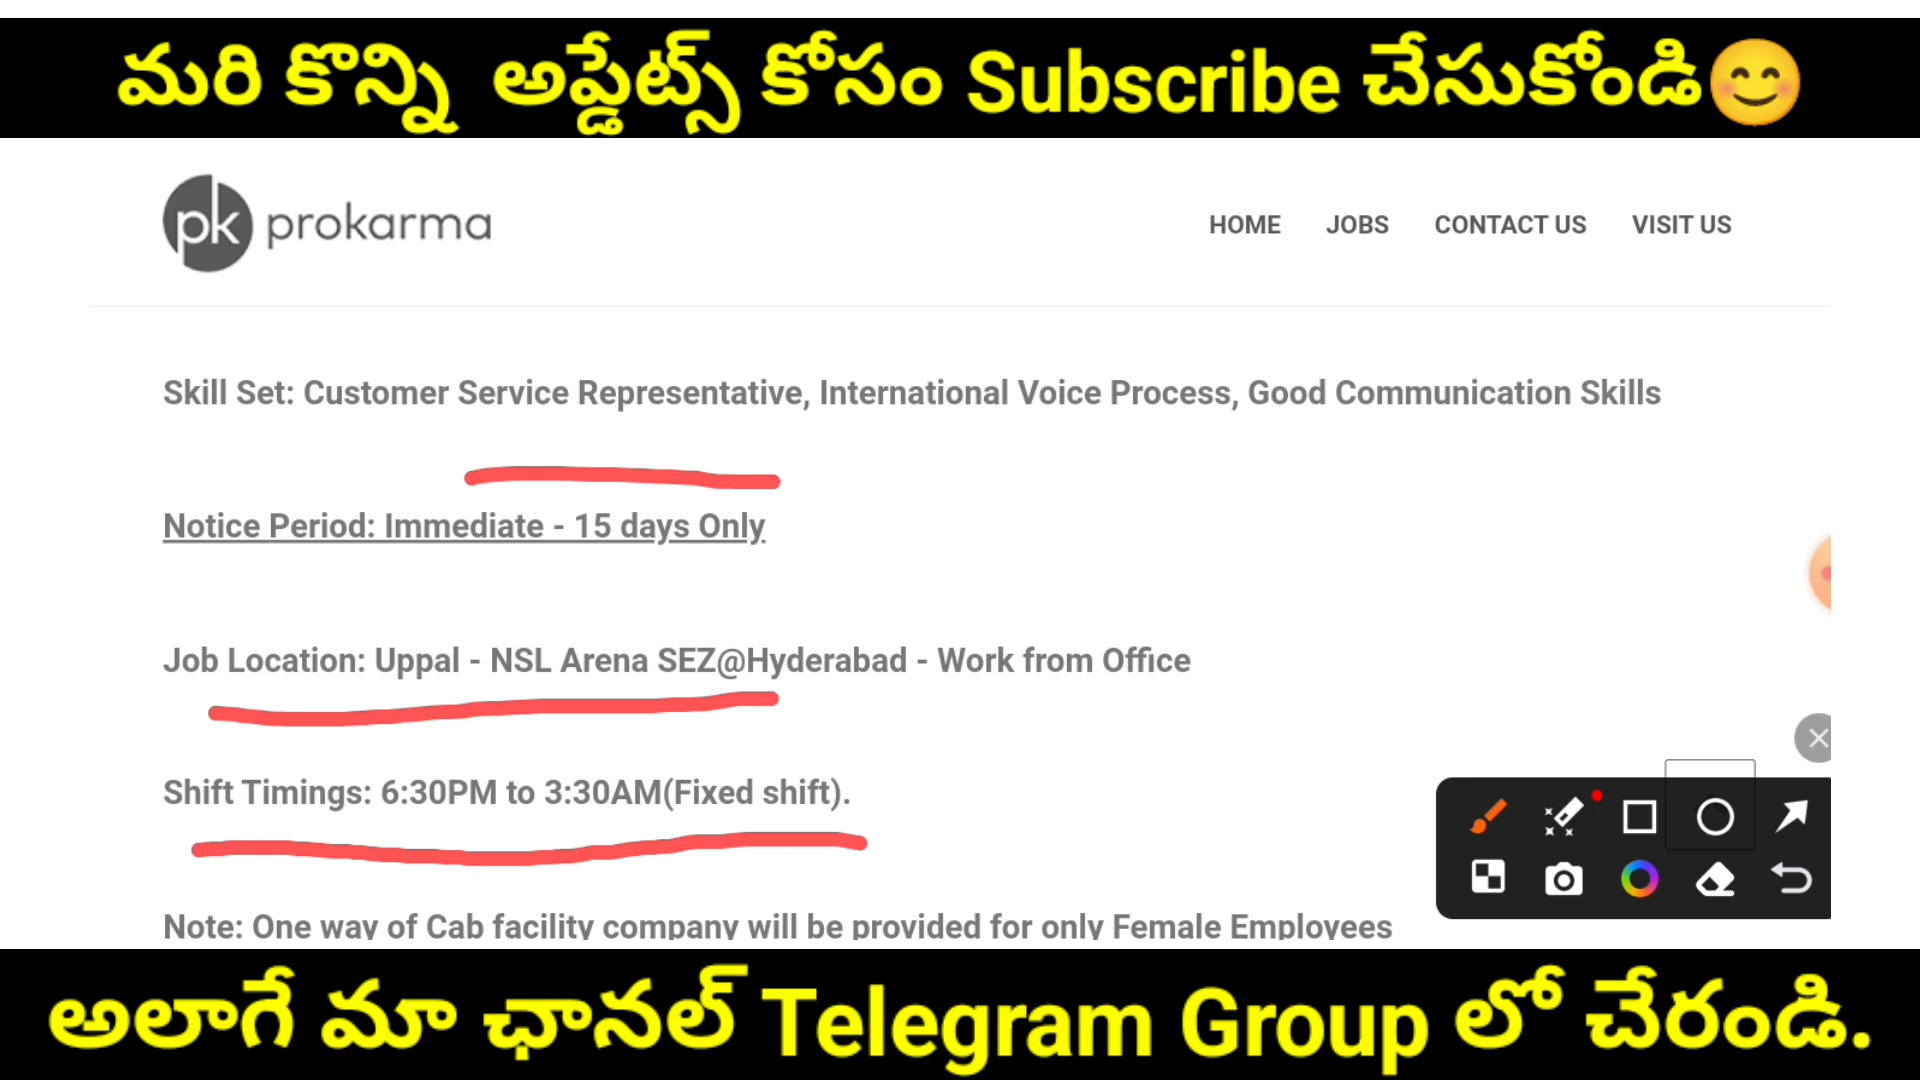 మరి కొన్ని అప్డేట్స్ కోసం Subscribe చేసుకోండి😊
pk prokarma
HOME JOBS CONTACT US VISIT US
Skill Set: Customer Service Representative, International Voice Process, Good Communication Skills
Notice Period: Immediate - 15 days Only
Job Location: Uppal - NSL Arena SEZ@Hyderabad - Work from Office
Shift Timings: 6:30PM to 3:30AM(Fixed shift).
Note: One way of Cab facility company will be provided for only Female Employees
అలాగే మా ఛానల్ Telegram Group లో చేరండి.